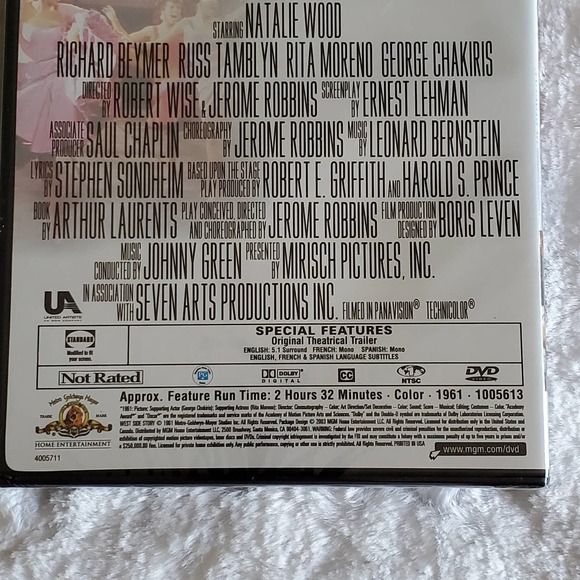 STARRING NATALIE WOOD
RICHARD BEYMER RUSS TAMBLYN RITA MORENO GEORGE CHAKIRIS
DIRECTED BY ROBERT WISE & JEROME ROBBINS SCREENPLAY BY ERNEST LEHMAN
ASSOCIATE PRODUCER SAUL CHAPLIN CHOREOGRAPHY BY JEROME ROBBINS MUSIC BY LEONARD BERNSTEIN
LYRICS BY STEPHEN SONDHEIM BASED UPON THE STAGE PLAY PRODUCED BY ROBERT E. GRIFFITH AND HAROLD S. PRINCE
BOOK BY ARTHUR LAURENTS PLAY CONCEIVED, DIRECTED AND CHOREOGRAPHED BY JEROME ROBBINS FILM PRODUCTION DESIGNED BY BORIS LEVEN
MUSIC CONDUCTED BY JOHNNY GREEN PRESENTED BY MIRISCH PICTURES, INC.
IN ASSOCIATION WITH SEVEN ARTS PRODUCTIONS INC. FILMED IN PANAVISION® TECHNICOLOR®
UA
UNITED ARTISTS
STANDARD
Modified to fit your screen.
SPECIAL FEATURES
Original Theatrical Trailer
ENGLISH: 5.1 Surround FRENCH: Mono SPANISH: Mono
ENGLISH, FRENCH & SPANISH LANGUAGE SUBTITLES
Not Rated
DOLBY DIGITAL
CC
NTSC
DVD
VIDEO
Approx. Feature Run Time: 2 Hours 32 Minutes · Color · 1961 · 1005613
Metro Goldwyn Mayer
TRADE MARK
HOME ENTERTAINMENT
4005711
www.mgm.com/dvd